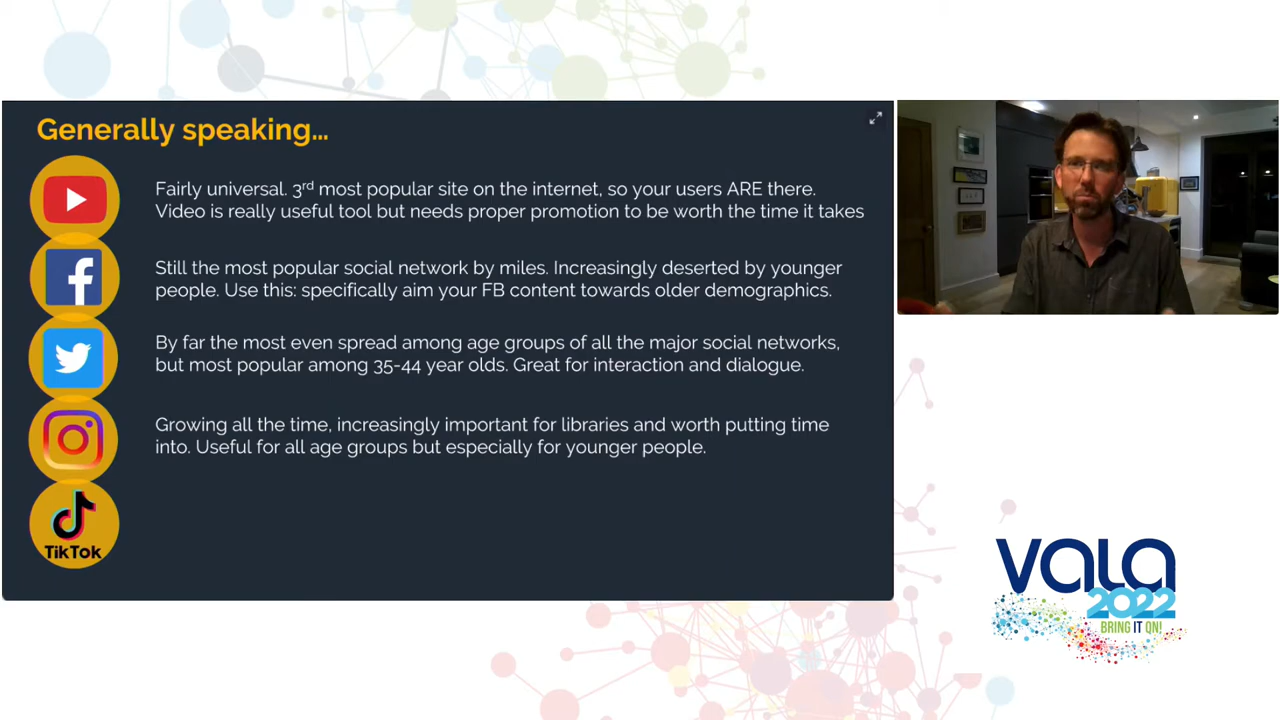 Generally speaking...
Fairly universal. 3rd most popular site on the internet, so your users ARE there.
Video is really useful tool but needs proper promotion to be worth the time it takes
Still the most popular social network by miles. Increasingly deserted by younger
people. Use this: specifically aim your FB content towards older demographics.
By far the most even spread among age groups of all the major social networks,
but most popular among 35-44 year olds. Great for interaction and dialogue.
Growing all the time, increasingly important for libraries and worth putting time
into. Useful for all age groups but especially for younger people.
TikTok
VALA
2022
BRING IT ON!